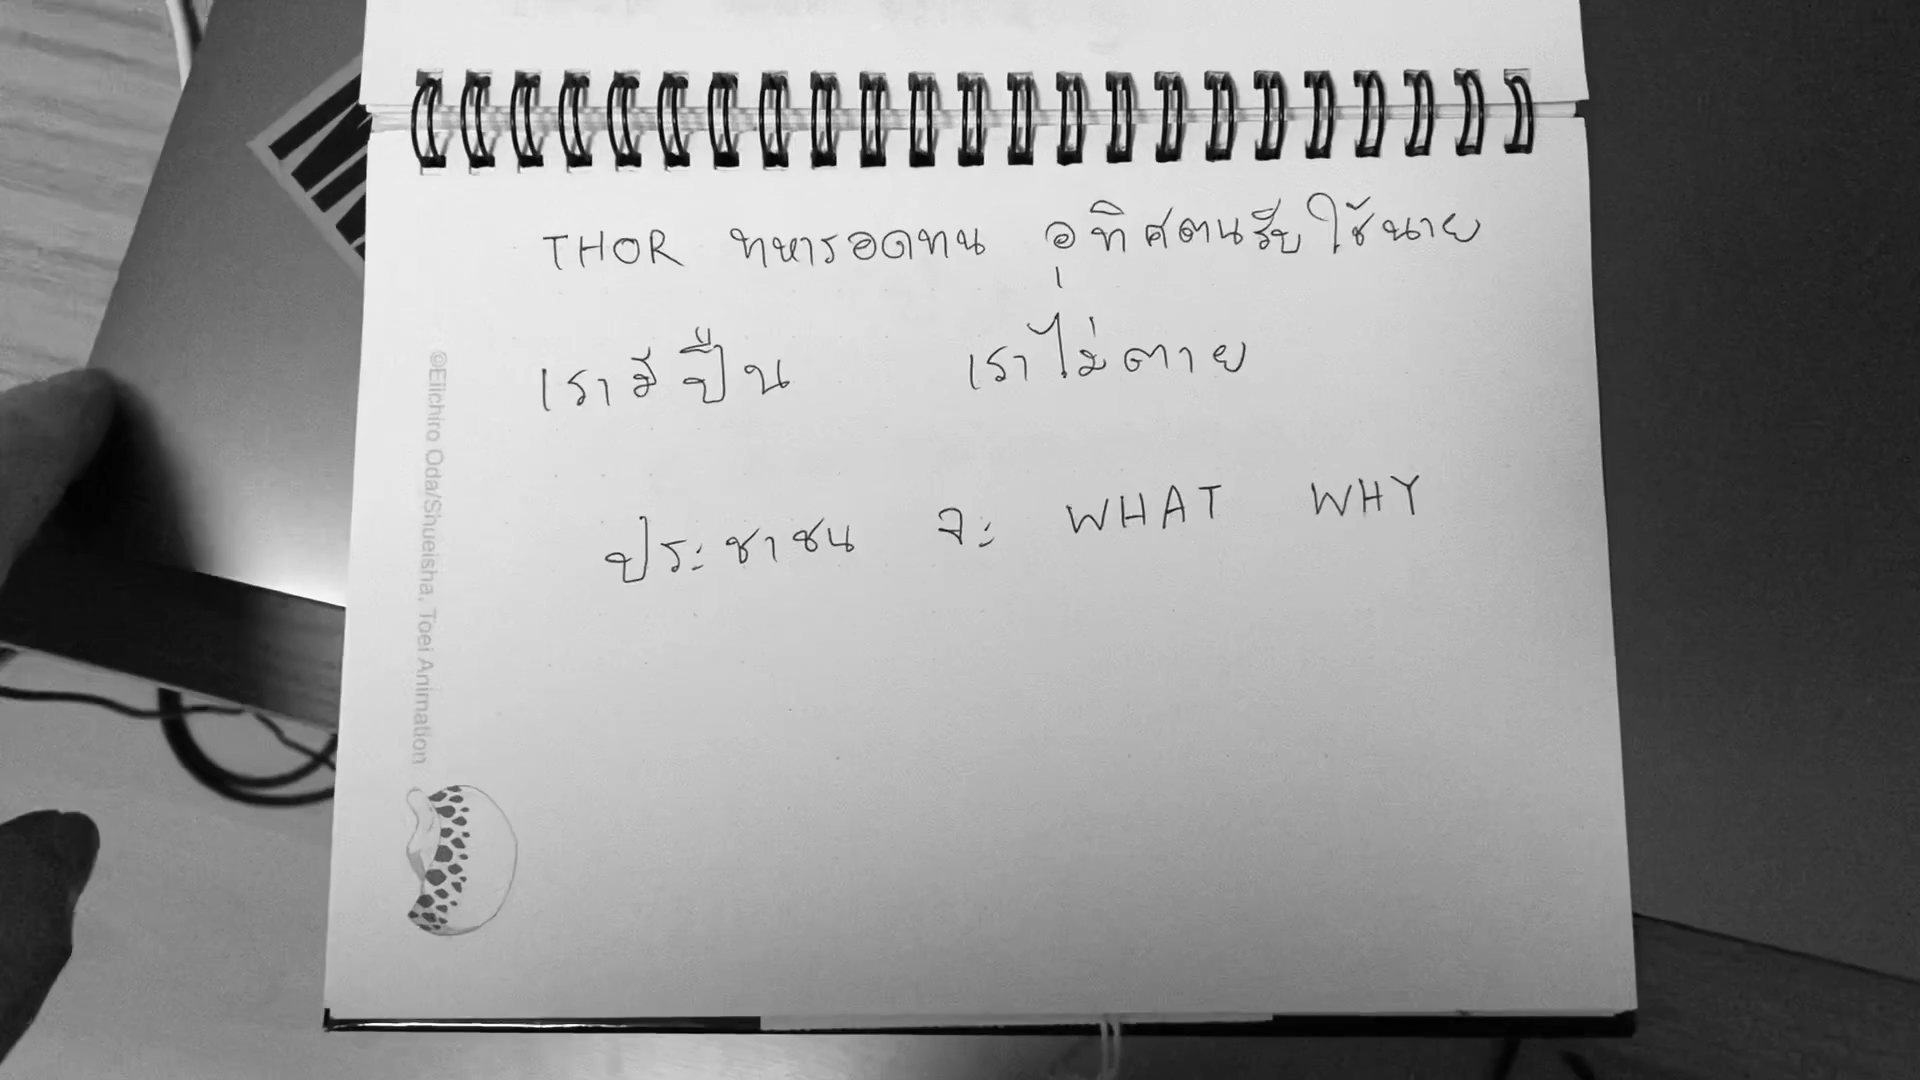 THOR ทหารอดทน อุทิศตนรับใช้นาย
เรามีปืน เราไม่ตาย
ประชาชน จะ WHAT WHY
©Eiichiro Oda/Shueisha, Toei Animation